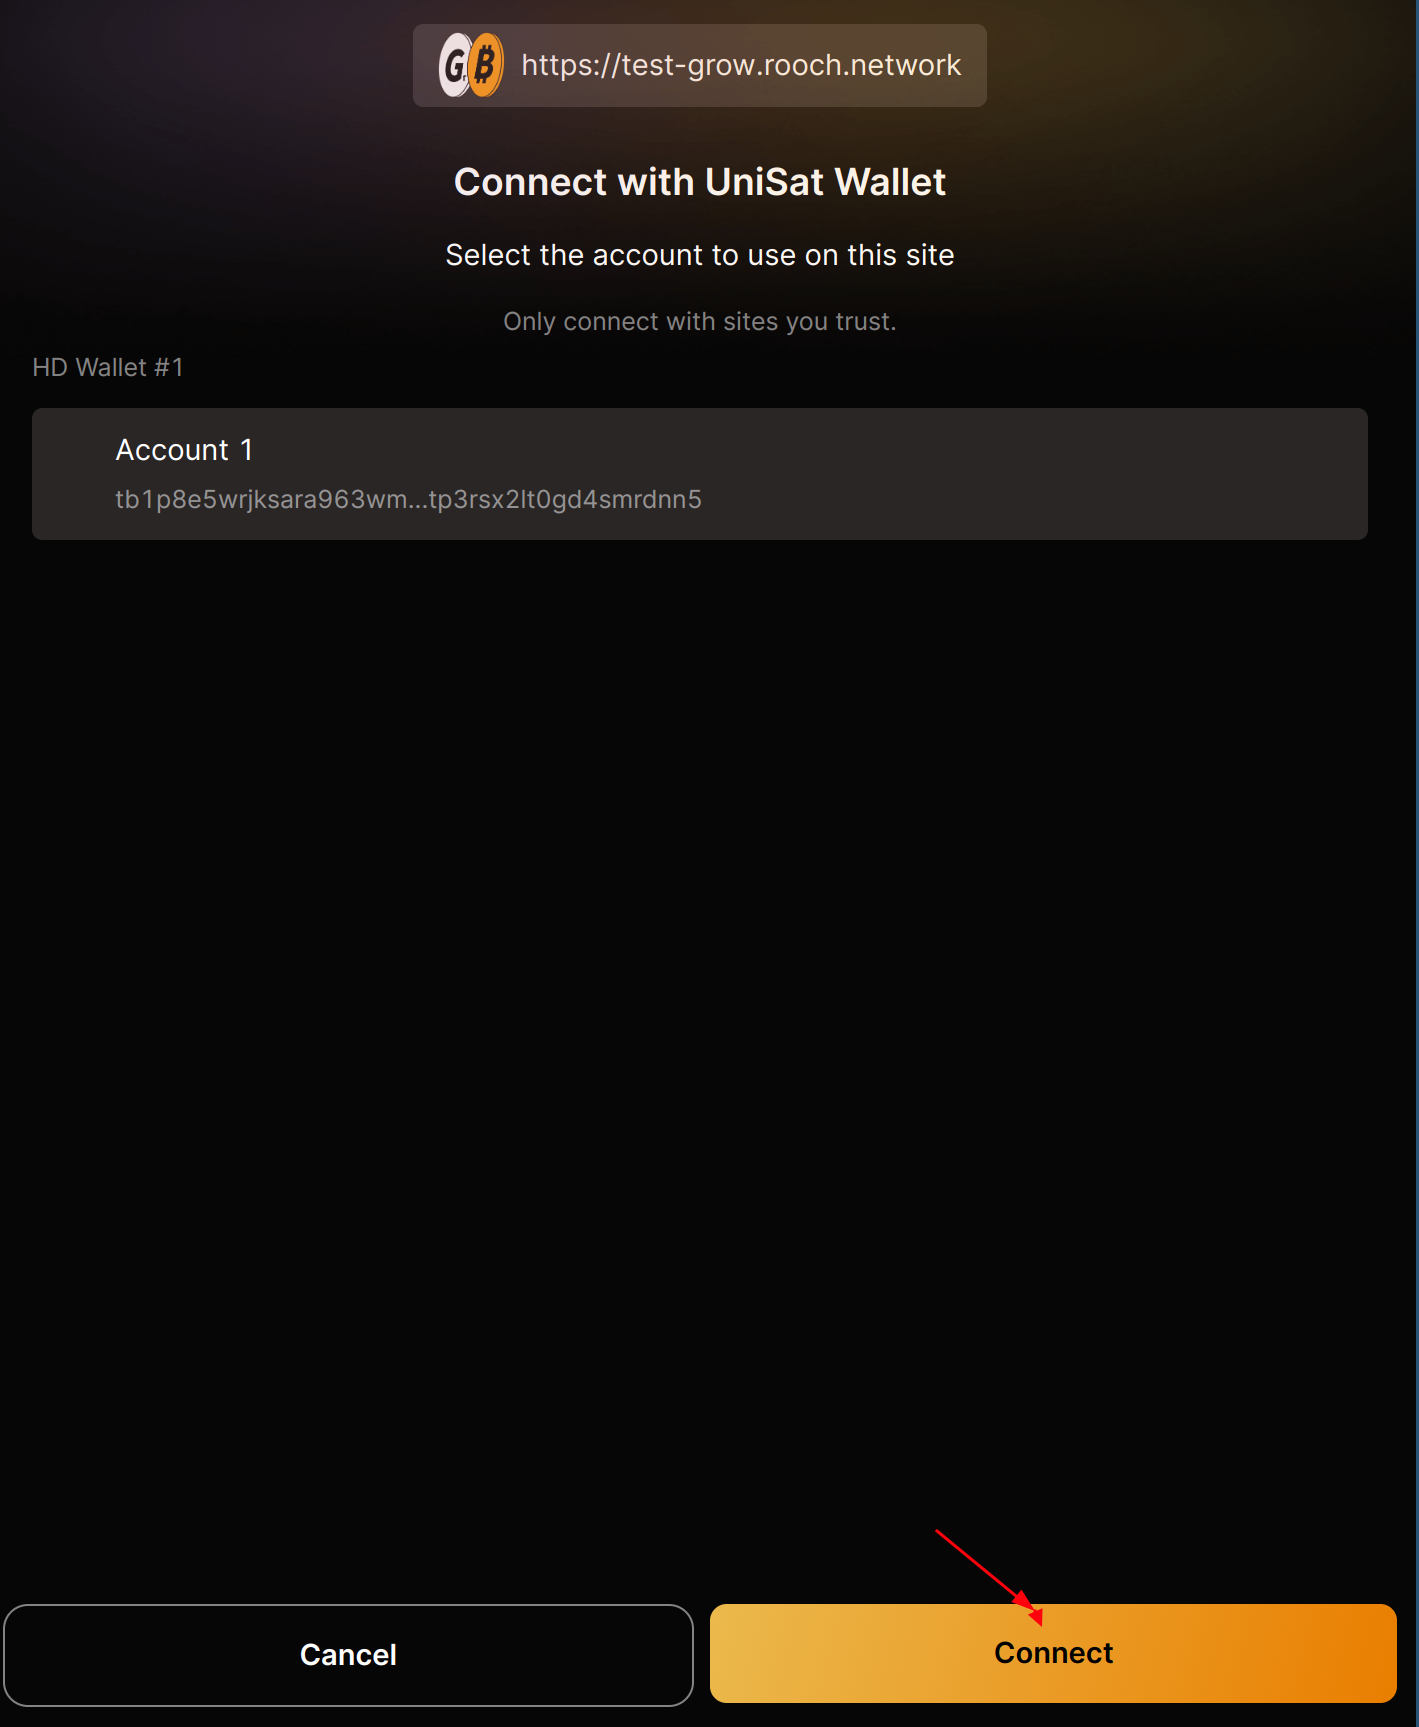 https://test-grow.rooch.network
Connect with UniSat Wallet
Select the account to use on this site
Only connect with sites you trust.
HD Wallet #1
Account 1
tb1p8e5wrjksara963wm...tp3rsx2lt0gd4smrdnn5
Cancel
Connect